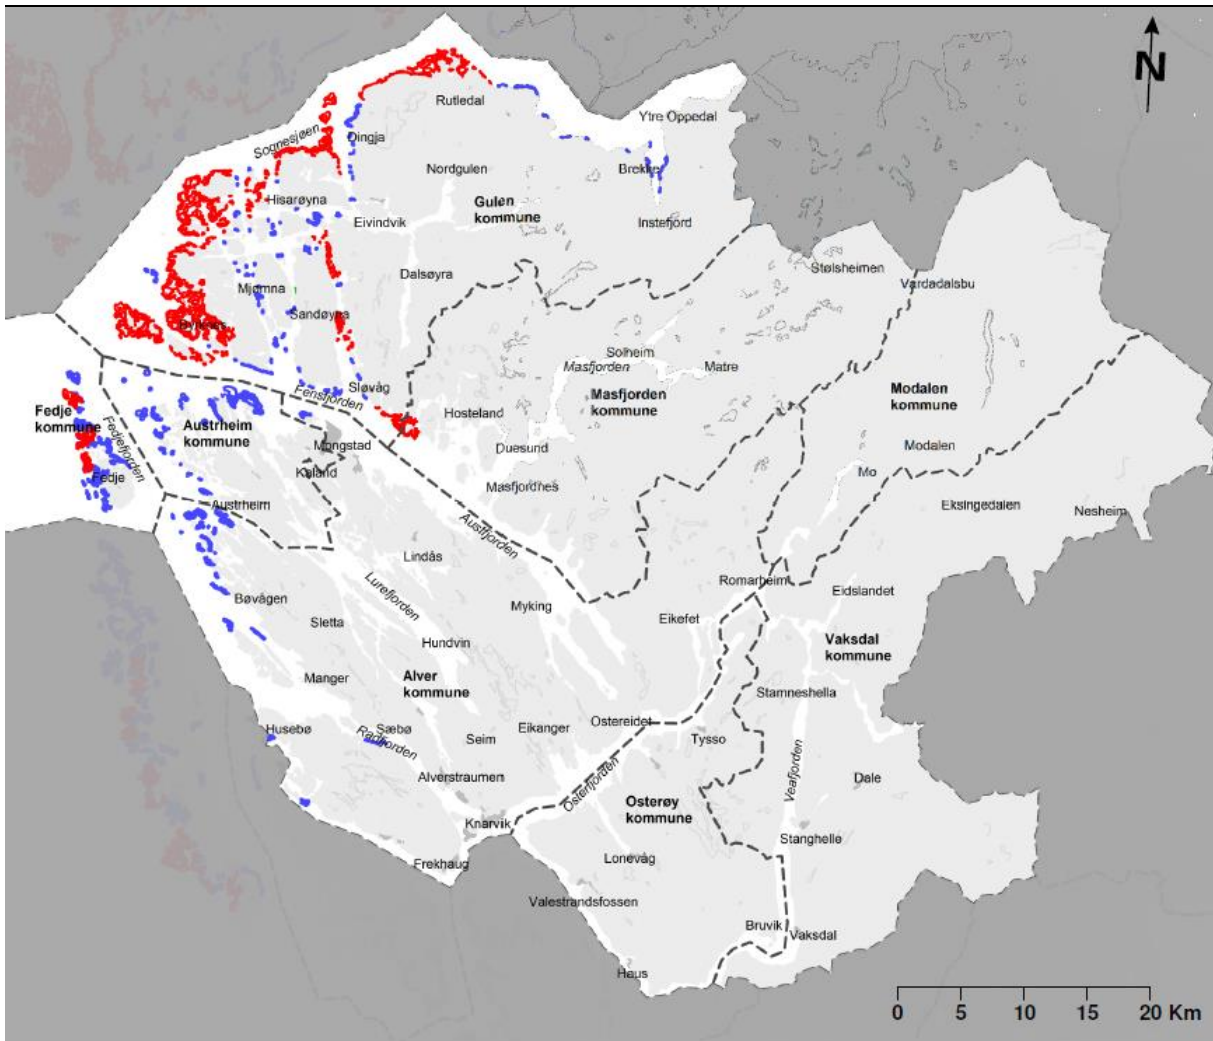 N
Rutledal
Ytre Oppedal
Sognesjøen
Dingja
Nordgulen
Brekke
Hisarøyna
Gulen
kommune
Eivindvik
Instefjord
Dalsøyra
Stølsheimen
Vardadalsbu
Mjømna
Sandøyna
Byrknes
Solheim
Masfjorden
Matre
Sløvåg
Fensfjorden
Masfjorden
kommune
Modalen
kommune
Fedje
kommune
Fedjefjorden
Austrheim
kommune
Hosteland
Mongstad
Duesund
Modalen
Fedje
Kaland
Masfjordnes
Mo
Austrheim
Eksingedalen
Nesheim
Austfjorden
Lindås
Lurefjorden
Romarheim
Eidslandet
Bøvågen
Myking
Sletta
Eikefet
Hundvin
Vaksdal
kommune
Manger
Alver
kommune
Stamneshella
Husebø
Sæbø
Radfjorden
Seim
Eikanger
Ostereidet
Tysso
Veafjorden
Alverstraumen
Osterfjorden
Dale
Osterøy
kommune
Knarvik
Stanghelle
Frekhaug
Lonevåg
Valestrandsfossen
Bruvik
Vaksdal
Haus
0 5 10 15 20 Km